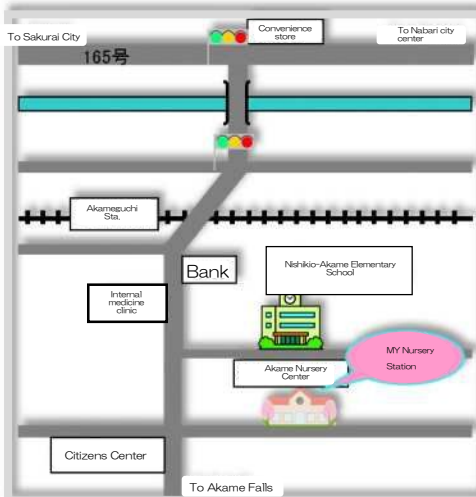 To Sakurai City
Convenience
store
To Nabari city
center
165号
Akameguchi
Sta.
Bank
Nishikio-Akame Elementary
School
Internal
medicine
clinic
MY Nursery
Station
Akame Nursery
Center
Citizens Center
To Akame Falls